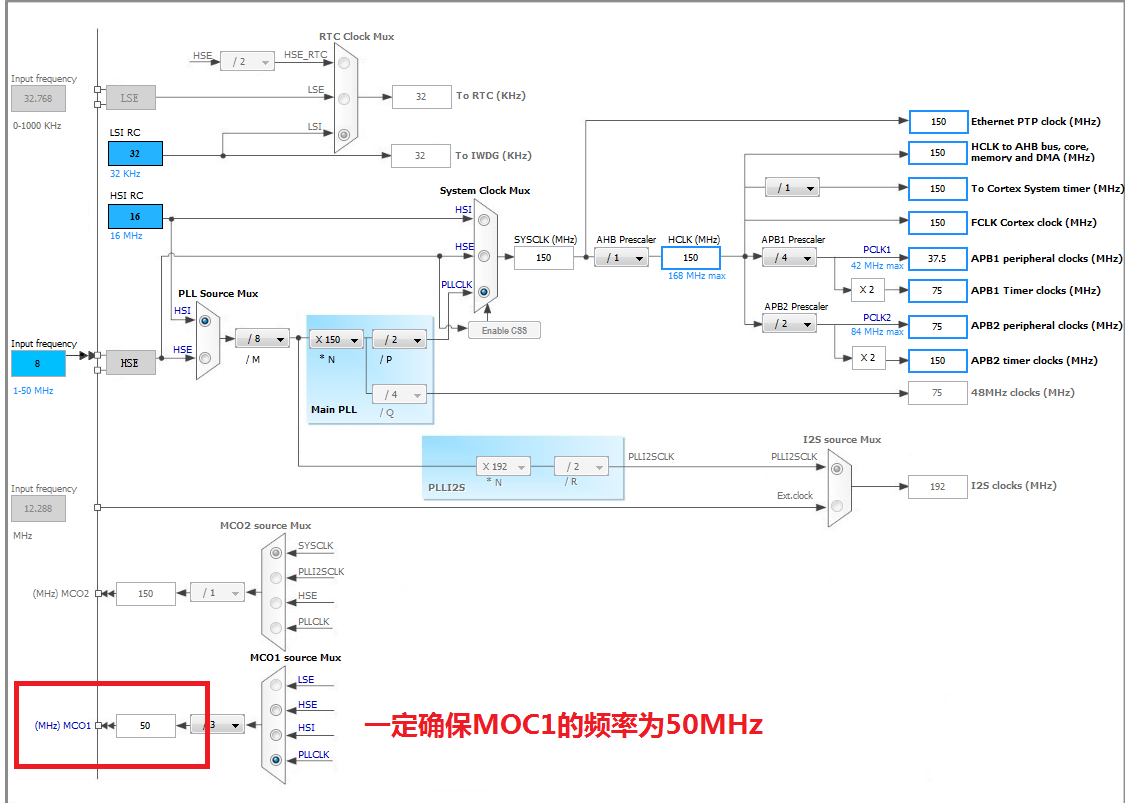 RTC Clock Mux
HSE
/ 2
HSE_RTC
Input frequency
32.768
0-1000 KHz
LSE
LSE
32
To RTC (KHz)
LSI RC
32
32 KHz
LSI
32
To IWDG (KHz)
HSI RC
16
16 MHz
System Clock Mux
HSI
HSE
PLLCLK
SYSCLK (MHz)
150
AHB Prescaler
/ 1
HCLK (MHz)
150
168 MHz max
Enable CSS
150
Ethernet PTP clock (MHz)
150
HCLK to AHB bus, core,
memory and DMA (MHz)
/ 1
150
To Cortex System timer (MHz)
150
FCLK Cortex clock (MHz)
APB1 Prescaler
/ 4
PCLK1
42 MHz max
37.5
APB1 peripheral clocks (MHz)
X 2
75
APB1 Timer clocks (MHz)
APB2 Prescaler
/ 2
PCLK2
84 MHz max
75
APB2 peripheral clocks (MHz)
X 2
150
APB2 timer clocks (MHz)
75
48MHz clocks (MHz)
PLL Source Mux
HSI
HSE
Input frequency
8
1-50 MHz
HSE
/ 8
/ M
X 150
* N
/ 2
/ P
/ 4
/ Q
Main PLL
X 192
* N
/ 2
/ R
PLLI2S
PLLI2SCLK
I2S source Mux
PLLI2SCLK
Ext.clock
192
I2S clocks (MHz)
Input frequency
12.288
MHz
MCO2 source Mux
SYSCLK
PLLI2SCLK
HSE
PLLCLK
(MHz) MCO2
150
/ 1
MCO1 source Mux
LSE
HSE
HSI
PLLCLK
(MHz) MCO1
50
/ 3
一定确保MOC1的频率为50MHz